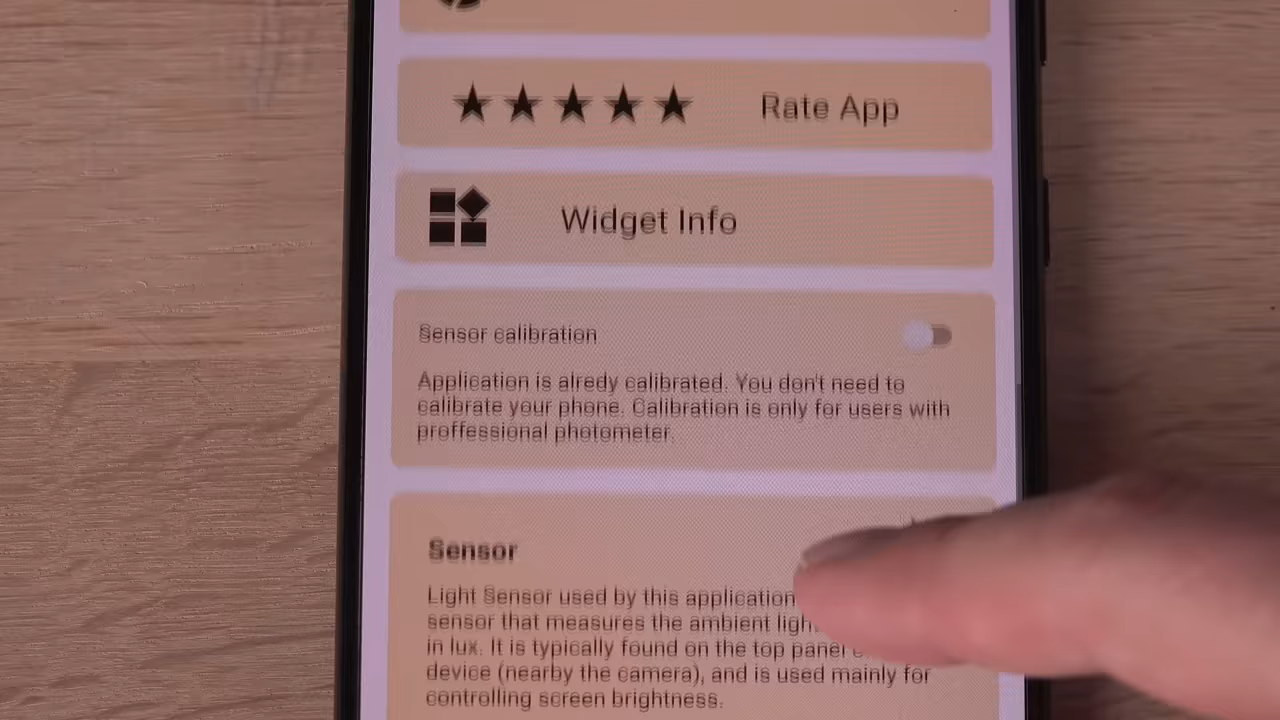 Rate App
Widget Info
Sensor calibration
Application is alredy calibrated. You don't need to
calibrate your phone. Calibration is only for users with
proffessional photometer.
Sensor
Light Sensor used by this application
sensor that measures the ambient
in lux. It is typically found on the top panel
device (nearby the camera), and is used mainly for
controlling screen brightness.